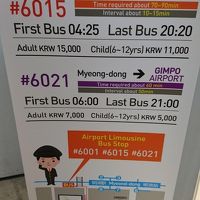 #6015
Time required about 70~90min
Interval about 10~15min
First Bus 04:25 Last Bus 20:20
Adult KRW 15,000 Child(6~12yrs) KRW 11,000
#6021 Myeong-dong GIMPO
AIRPORT
Time required about 60 min
First Bus 06:00 Last Bus 21:00
Adult KRW 7,000 Child(6~12yrs) KRW 5,000
Airport Limousine
Bus Stop
#6001 #6015 #6021
Myeong-dong